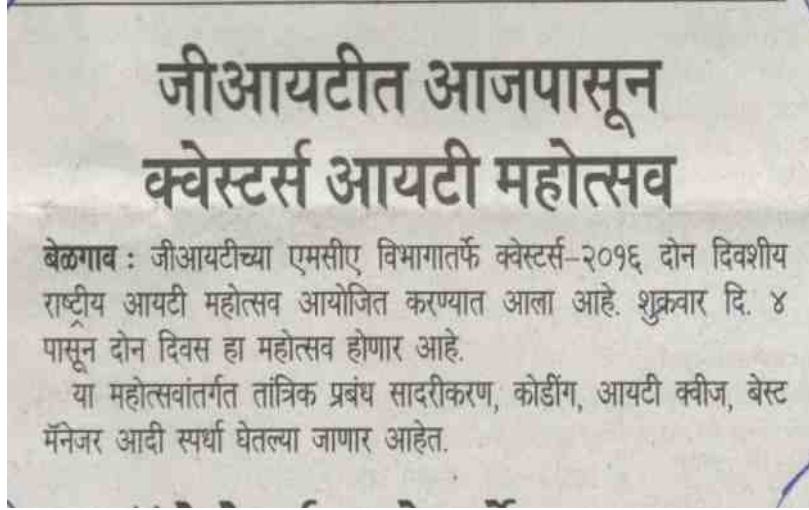 जीआयटीत आजपासून
क्वेस्टर्स आयटी महोत्सव
बेळगाव : जीआयटीच्या एमसीए विभागातर्फे क्वेस्टर्स-२०१६ दोन दिवशीय
राष्ट्रीय आयटी महोत्सव आयोजित करण्यात आला आहे. शुक्रवार दि. ४
पासून दोन दिवस हा महोत्सव होणार आहे.
या महोत्सवांतर्गत तांत्रिक प्रबंध सादरीकरण, कोडींग, आयटी क्वीज, बेस्ट
मॅनेजर आदी स्पर्धा घेतल्या जाणार आहेत.